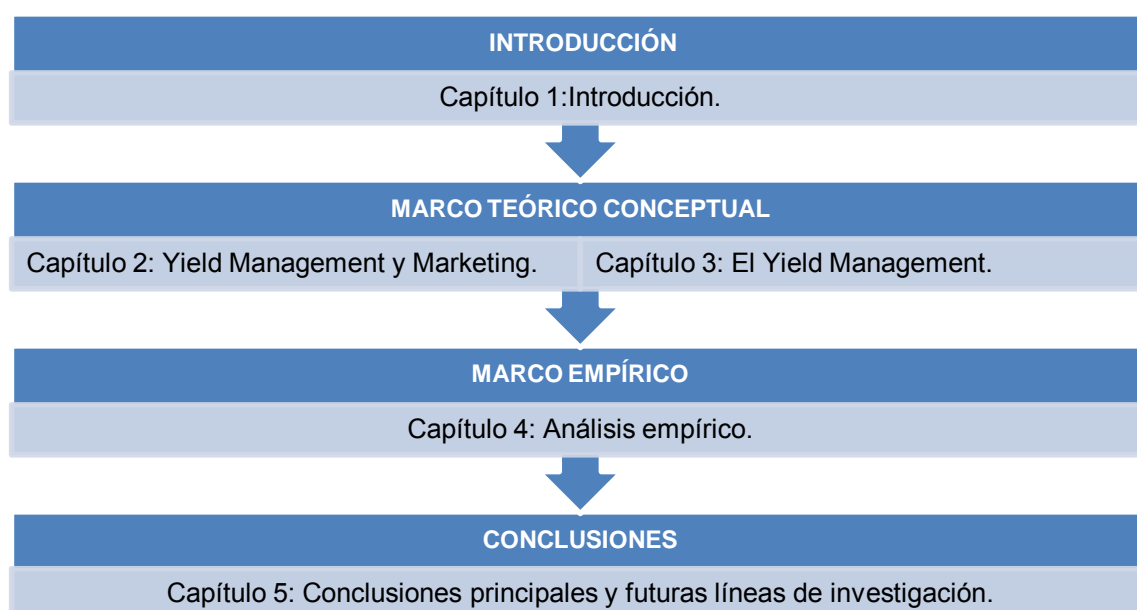 INTRODUCCIÓN
Capítulo 1:Introducción.
MARCO TEÓRICO CONCEPTUAL
Capítulo 2: Yield Management y Marketing.
Capítulo 3: El Yield Management.
MARCO EMPÍRICO
Capítulo 4: Análisis empírico.
CONCLUSIONES
Capítulo 5: Conclusiones principales y futuras líneas de investigación.